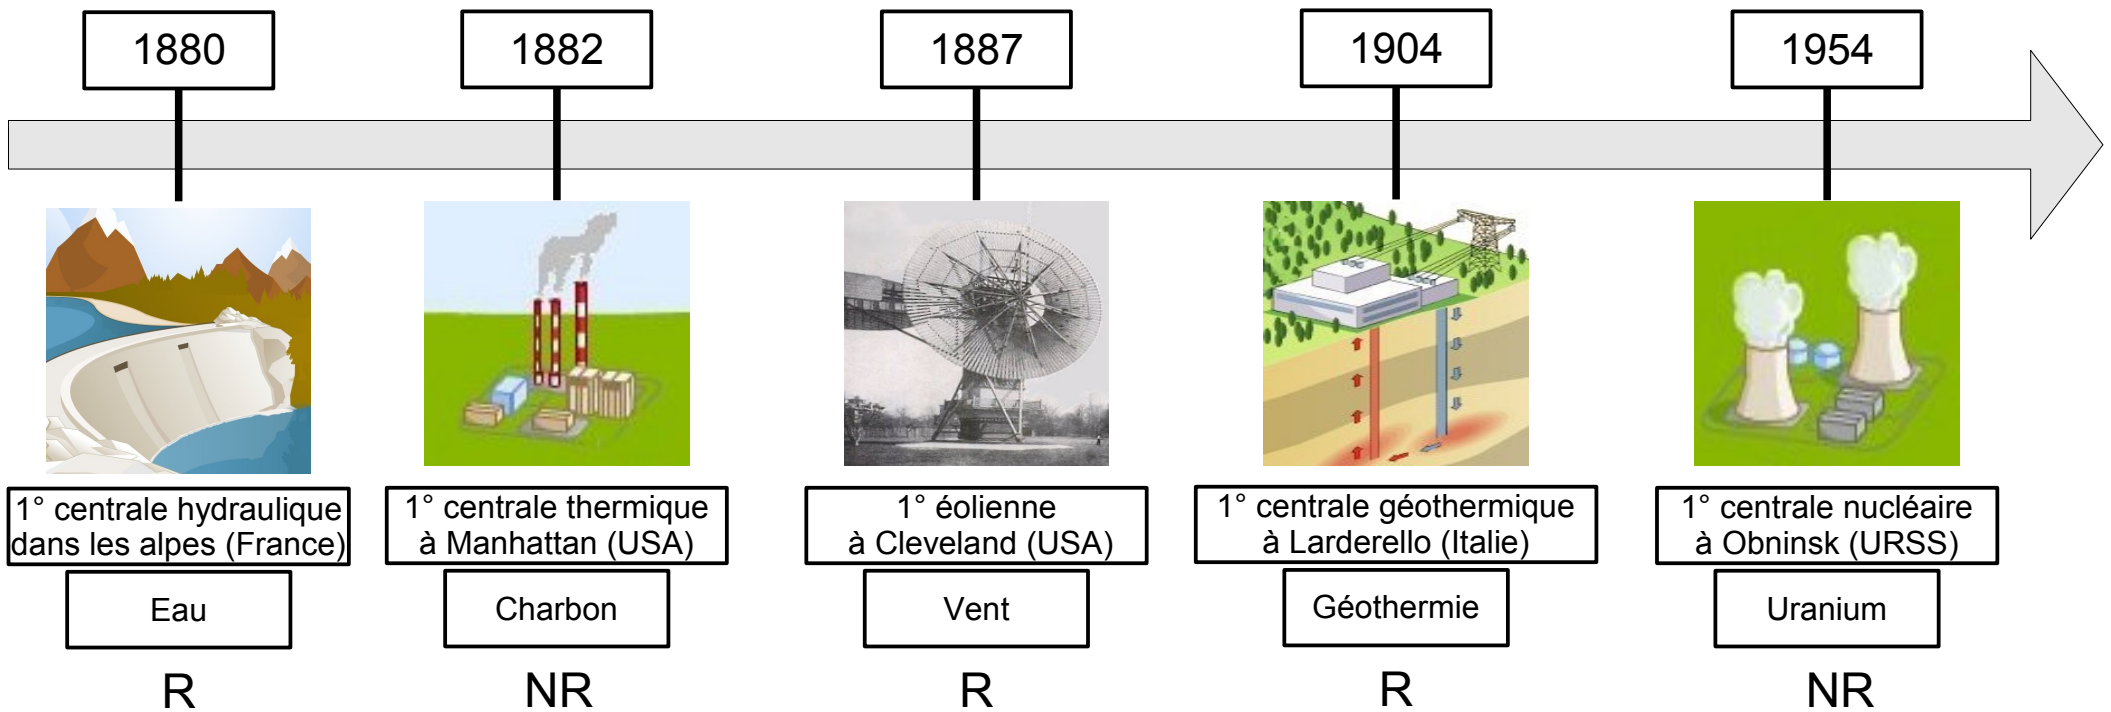 1880
1882
1887
1904
1954
1° centrale hydraulique
dans les alpes (France)
1° centrale thermique
à Manhattan (USA)
1° éolienne
à Cleveland (USA)
1° centrale géothermique
à Larderello (Italie)
1° centrale nucléaire
à Obninsk (URSS)
Eau
Charbon
Vent
Géothermie
Uranium
R
NR
R
R
NR